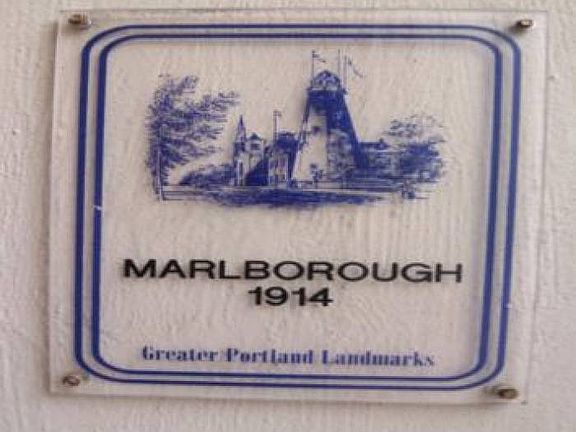 MARLBOROUGH
1914
Greater Portland Landmarks